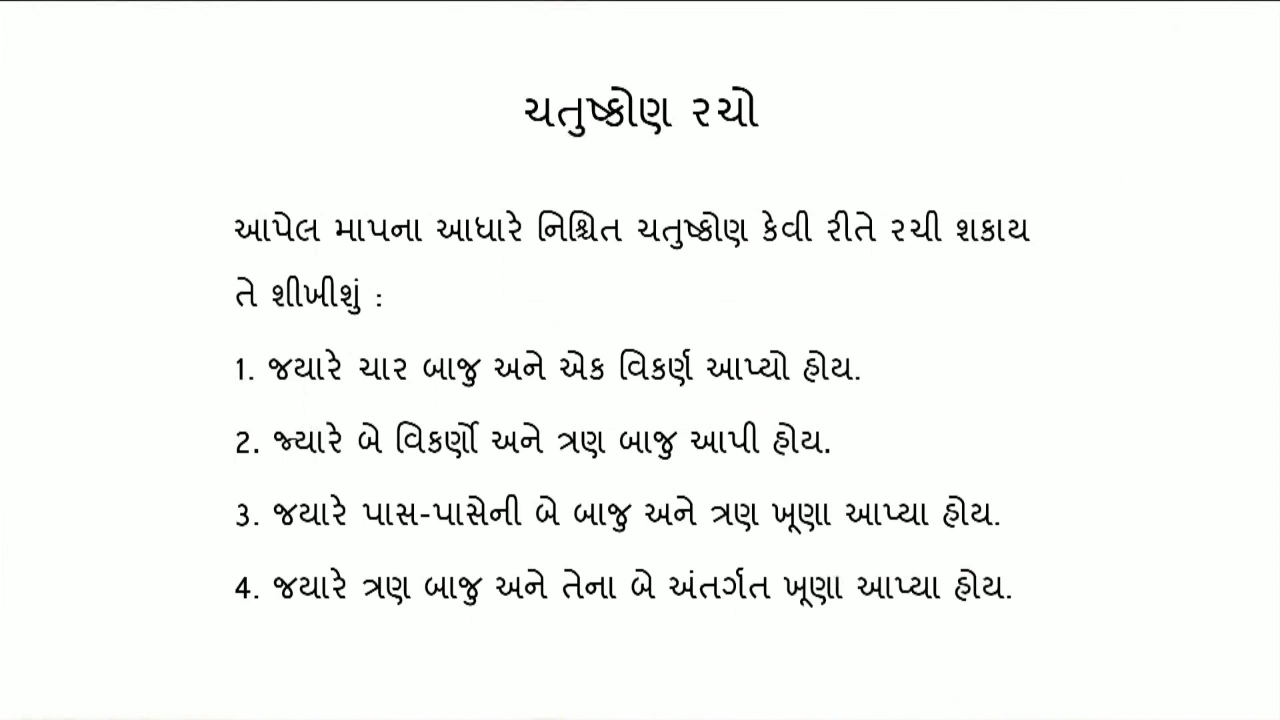 ચતુષ્કોણ રચો
આપેલ માપના આધારે નિશ્ચિત ચતુષ્કોણ કેવી રીતે રચી શકાય
તે શીખીશું :
1. જયારે ચાર બાજુ અને એક વિકર્ણ આપ્યો હોય.
2. જ્યારે બે વિકર્ણો અને ત્રણ બાજુ આપી હોય.
3. જયારે પાસ-પાસેની બે બાજુ અને ત્રણ ખૂણા આપ્યા હોય.
4. જયારે ત્રણ બાજુ અને તેના બે અંતર્ગત ખૂણા આપ્યા હોય.